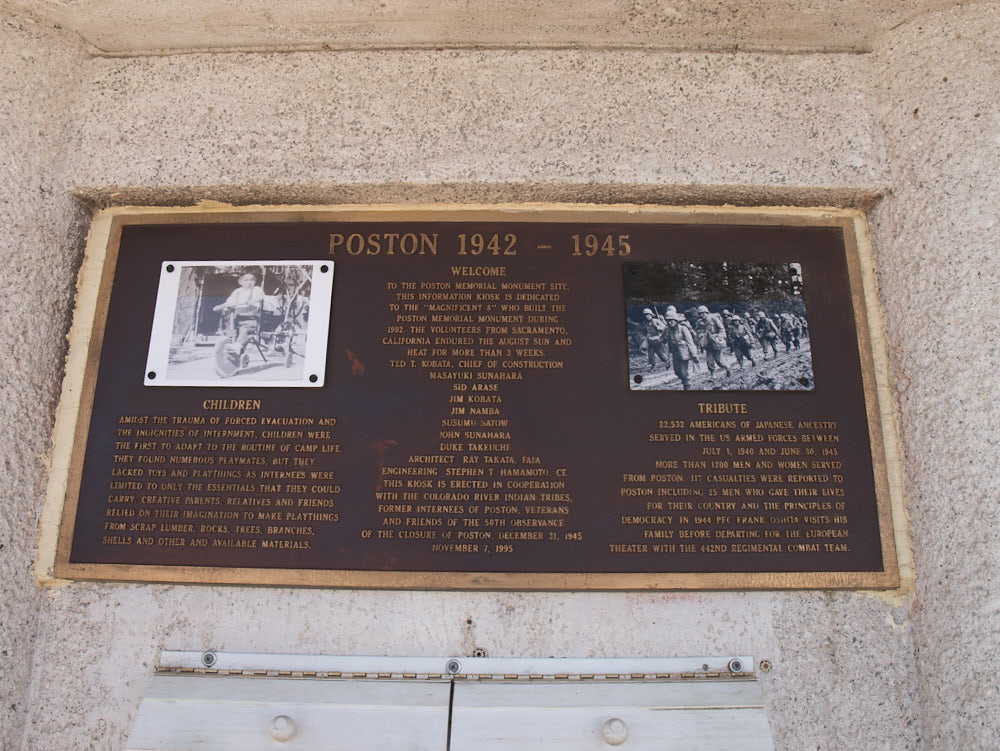 POSTON 1942 – 1945
WELCOME
TO THE POSTON MEMORIAL MONUMENT SITE.
THIS INFORMATION KIOSK IS DEDICATED
TO THE "MAGNIFICENT 8" WHO BUILT THE
POSTON MEMORIAL MONUMENT DURING
1992. THE VOLUNTEERS FROM SACRAMENTO,
CALIFORNIA ENDURED THE AUGUST SUN AND
HEAT FOR MORE THAN 3 WEEKS.
TED T. KOBATA, CHIEF OF CONSTRUCTION
MASAYUKI SUNAHARA
SID ARASE
JIM KOBATA
JIM NAMBA
SUSUMU SATOW
JOHN SUNAHARA
DUKE TAKEUCHI
ARCHITECT RAY TAKATA, FAIA
ENGINEERING STEPHEN T. HAMAMOTO, CE
THIS KIOSK IS ERECTED IN COOPERATION
WITH THE COLORADO RIVER INDIAN TRIBES,
FORMER INTERNEES OF POSTON, VETERANS
AND FRIENDS OF THE 50TH OBSERVANCE
OF THE CLOSURE OF POSTON, DECEMBER 31, 1945
NOVEMBER 7, 1995
CHILDREN
AMIDST THE TRAUMA OF FORCED EVACUATION AND
THE INDIGNITIES OF INTERNMENT, CHILDREN WERE
THE FIRST TO ADAPT TO THE ROUTINE OF CAMP LIFE.
THEY FOUND NUMEROUS PLAYMATES, BUT THEY
LACKED TOYS AND PLAYTHINGS AS INTERNEES WERE
LIMITED TO ONLY THE ESSENTIALS THAT THEY COULD
CARRY. CREATIVE PARENTS, RELATIVES AND FRIENDS
RELIED ON THEIR IMAGINATION TO MAKE PLAYTHINGS
FROM SCRAP LUMBER, ROCKS, TREES, BRANCHES,
SHELLS AND OTHER AND AVAILABLE MATERIALS.
TRIBUTE
22,532 AMERICANS OF JAPANESE ANCESTRY
SERVED IN THE US ARMED FORCES BETWEEN
JULY 1, 1940 AND JUNE 30, 1945.
MORE THAN 1200 MEN AND WOMEN SERVED
FROM POSTON. 117 CASUALTIES WERE REPORTED TO
POSTON INCLUDING 25 MEN WHO GAVE THEIR LIVES
FOR THEIR COUNTRY AND THE PRINCIPLES OF
DEMOCRACY. IN 1944 PFC FRANK OSHITA VISITS HIS
FAMILY BEFORE DEPARTING FOR THE EUROPEAN
THEATER WITH THE 442ND REGIMENTAL COMBAT TEAM.